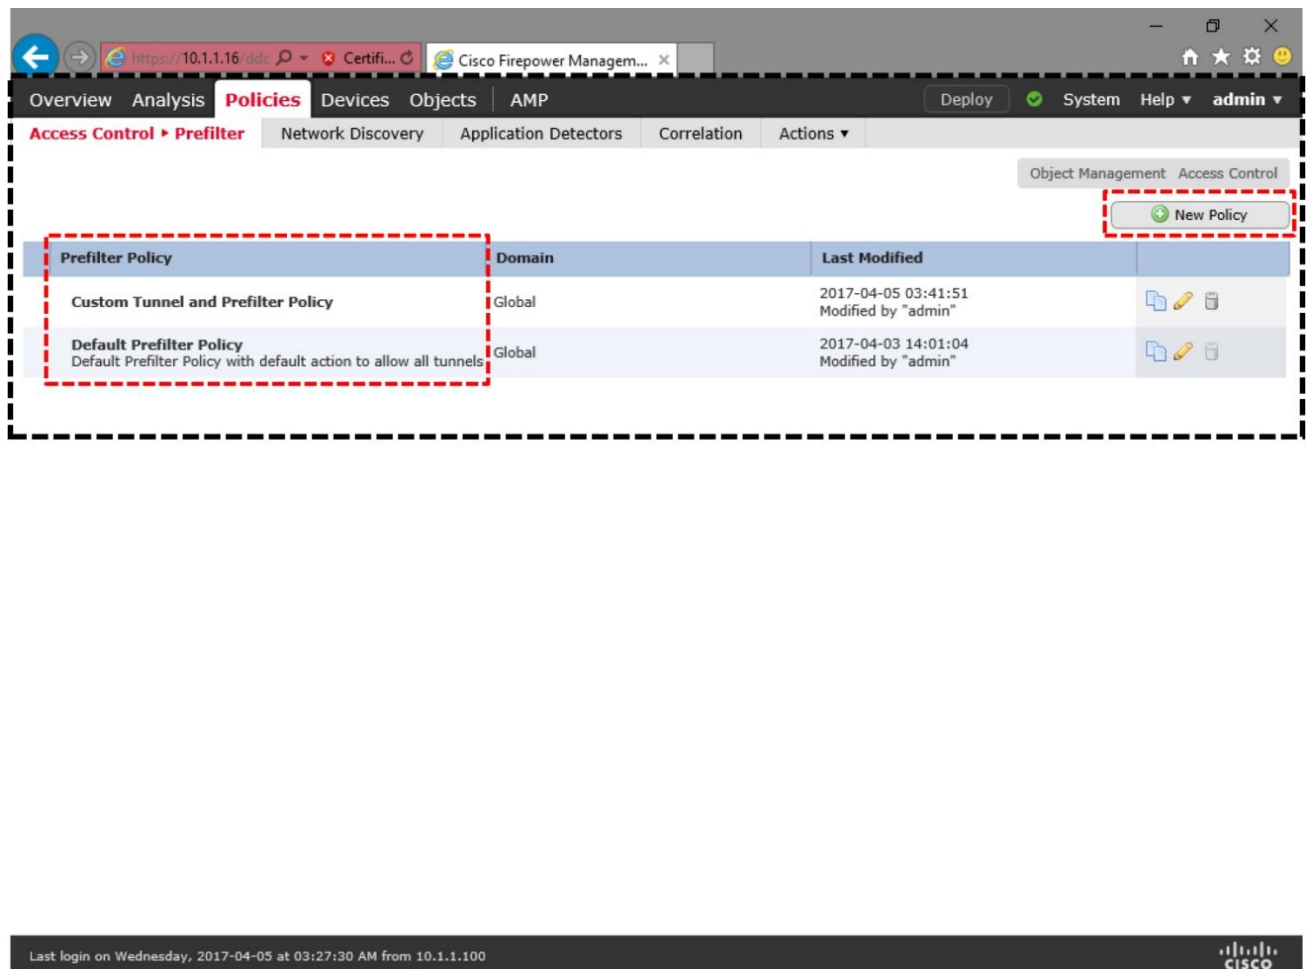 https://10.1.1.16/ddc Certifi... Cisco Firepower Managem...
Overview Analysis Policies Devices Objects AMP Deploy System Help admin
Access Control Prefilter Network Discovery Application Detectors Correlation Actions
Object Management Access Control
New Policy
Prefilter Policy Domain Last Modified
Custom Tunnel and Prefilter Policy Global 2017-04-05 03:41:51
Modified by "admin"
Default Prefilter Policy
Default Prefilter Policy with default action to allow all tunnels Global 2017-04-03 14:01:04
Modified by "admin"
Last login on Wednesday, 2017-04-05 at 03:27:30 AM from 10.1.1.100
CISCO